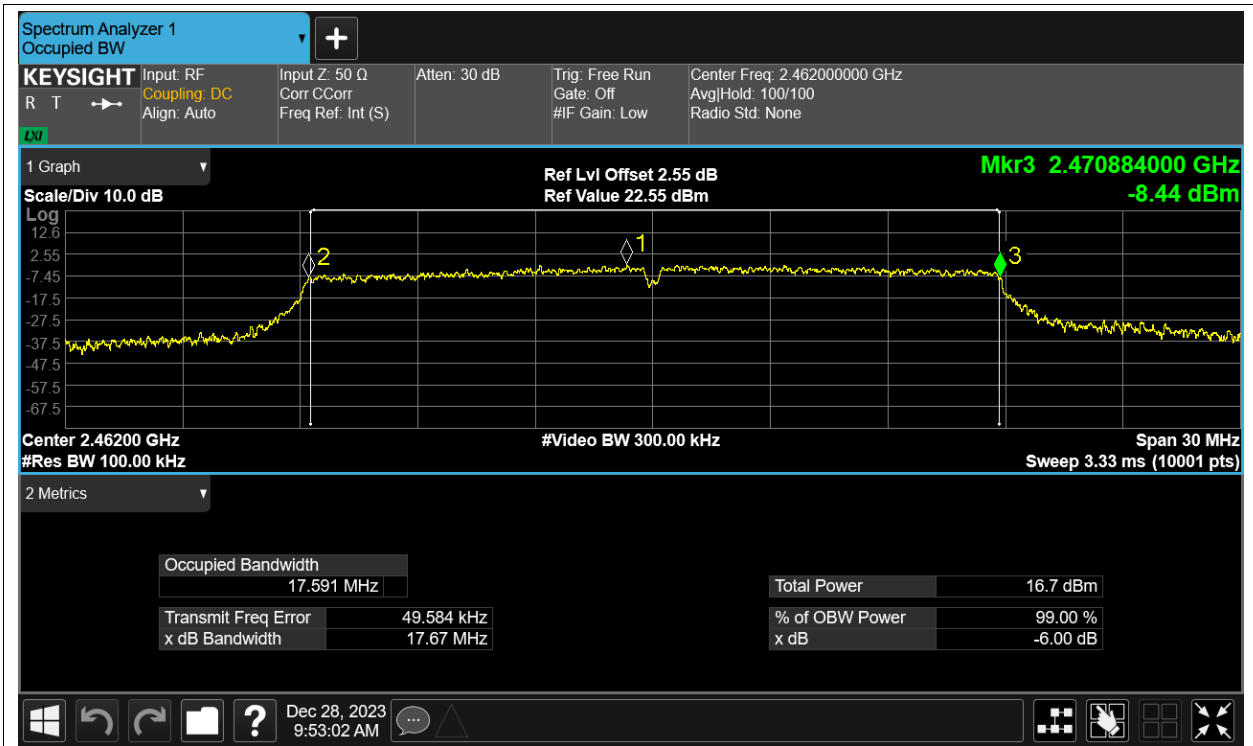 Spectrum Analyzer 1
Occupied BW
KEYSIGHT
R T
LXI
Input: RF
Coupling: DC
Align: Auto
Input Z: 50 Ω
Corr CCorr
Freq Ref: Int (S)
Atten: 30 dB
Trig: Free Run
Gate: Off
#IF Gain: Low
Center Freq: 2.462000000 GHz
Avg|Hold: 100/100
Radio Std: None
1 Graph
Scale/Div 10.0 dB
Ref Lvl Offset 2.55 dB
Ref Value 22.55 dBm
Mkr3 2.470884000 GHz
-8.44 dBm
Log
12.6
2.55
-7.45
-17.5
-27.5
-37.5
-47.5
-57.5
-67.5
2
1
3
Center 2.46200 GHz
#Res BW 100.00 kHz
#Video BW 300.00 kHz
Span 30 MHz
Sweep 3.33 ms (10001 pts)
2 Metrics
Occupied Bandwidth
17.591 MHz
Transmit Freq Error 49.584 kHz
x dB Bandwidth 17.67 MHz
Total Power 16.7 dBm
% of OBW Power 99.00 %
x dB -6.00 dB
?
Dec 28, 2023
9:53:02 AM